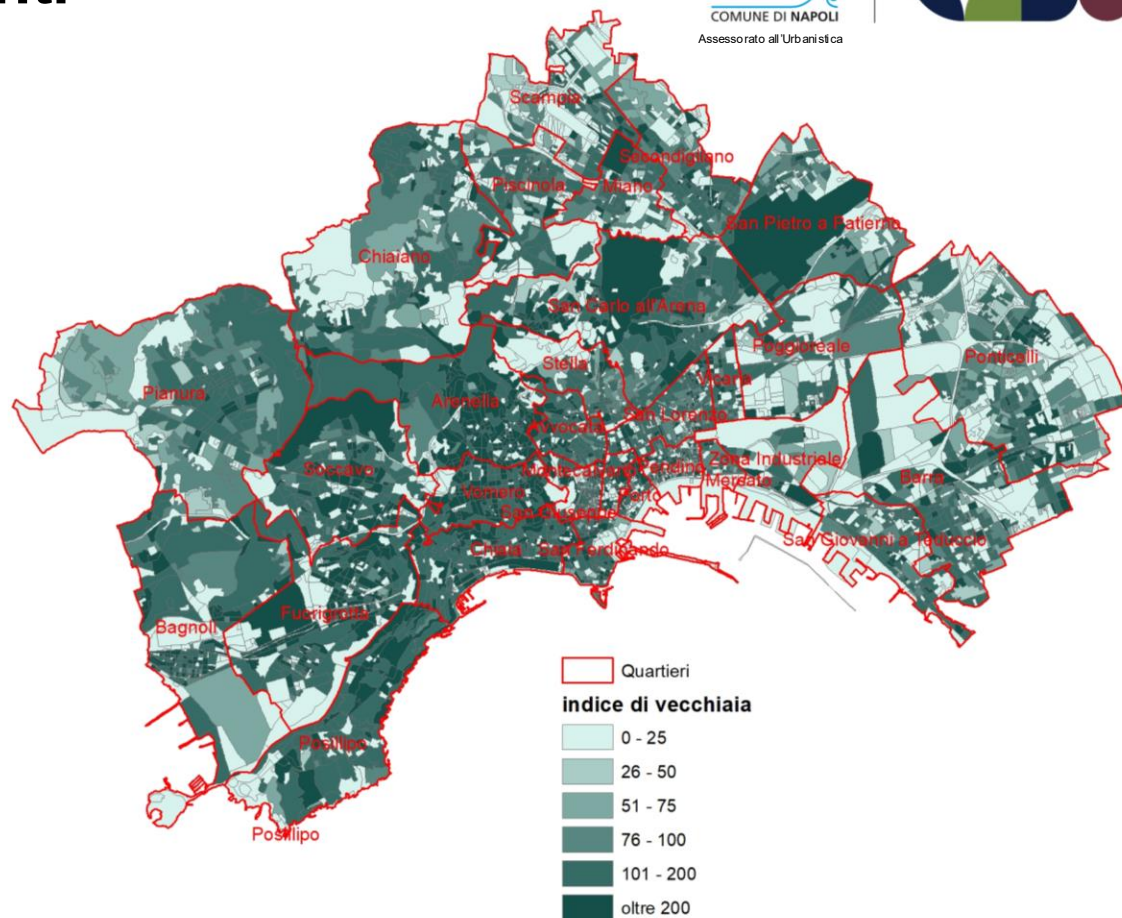 COMUNE DI NAPOLI
Assessorato all'Urbanistica
Scampia
Secondigliano
Piscinola
Miano
San Pietro a Patierno
Chiaiano
San Carlo all'Arena
Poggioreale
Stella
Ponticelli
Vicaria
Pianura
Arenella
San Lorenzo
Avvocata
Soccavo
Montecalvario
Pendino
Zona Industriale
Vomero
Mercato
Barra
Porto
San Giuseppe
Chiaia
San Ferdinando
San Giovanni a Teduccio
Fuorigrotta
Bagnoli
Posillipo
Posillipo
Quartieri
indice di vecchiaia
0 - 25
26 - 50
51 - 75
76 - 100
101 - 200
oltre 200